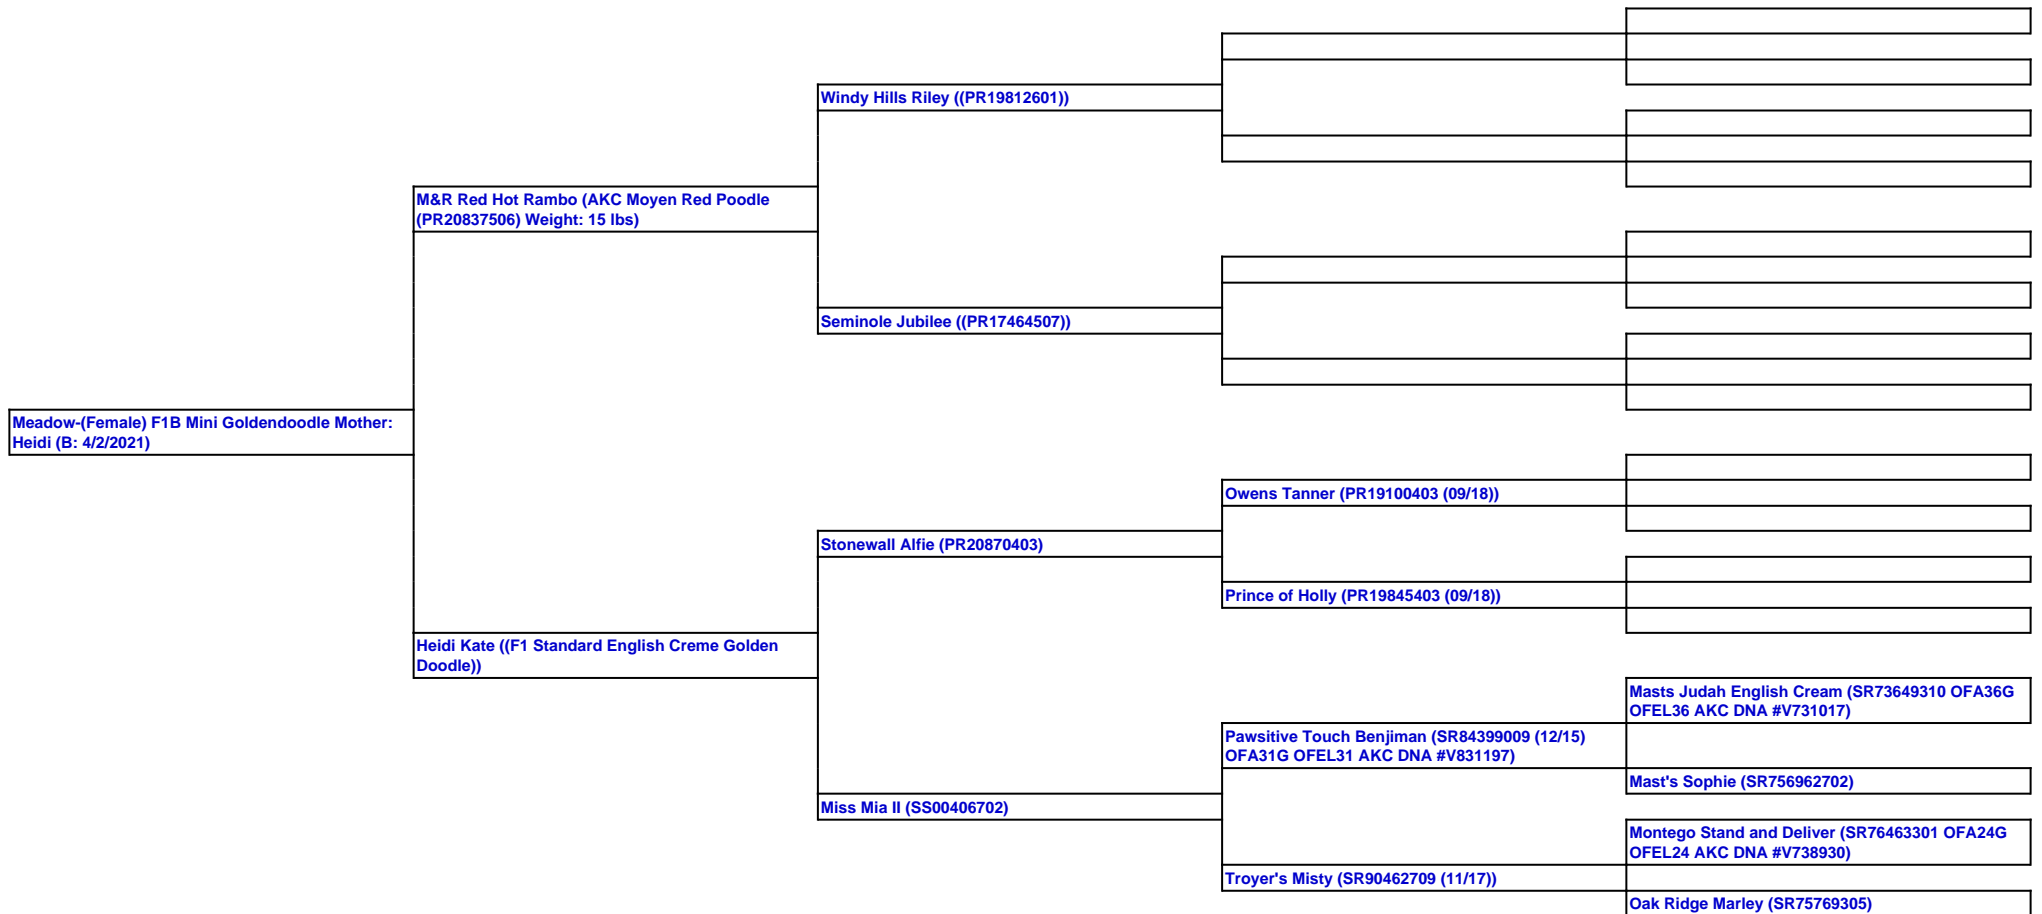 Windy Hills Riley ((PR19812601))
M&R Red Hot Rambo (AKC Moyen Red Poodle
(PR20837506) Weight: 15 lbs)
Seminole Jubilee ((PR17464507))
Meadow-(Female) F1B Mini Goldendoodle Mother:
Heidi (B: 4/2/2021)
Owens Tanner (PR19100403 (09/18))
Stonewall Alfie (PR20870403)
Prince of Holly (PR19845403 (09/18))
Heidi Kate ((F1 Standard English Creme Golden
Doodle))
Masts Judah English Cream (SR73649310 OFA36G
OFEL36 AKC DNA #V731017)
Pawsitive Touch Benjiman (SR84399009 (12/15)
OFA31G OFEL31 AKC DNA #V831197)
Mast's Sophie (SR756962702)
Miss Mia II (SS00406702)
Montego Stand and Deliver (SR76463301 OFA24G
OFEL24 AKC DNA #V738930)
Troyer's Misty (SR90462709 (11/17))
Oak Ridge Marley (SR75769305)